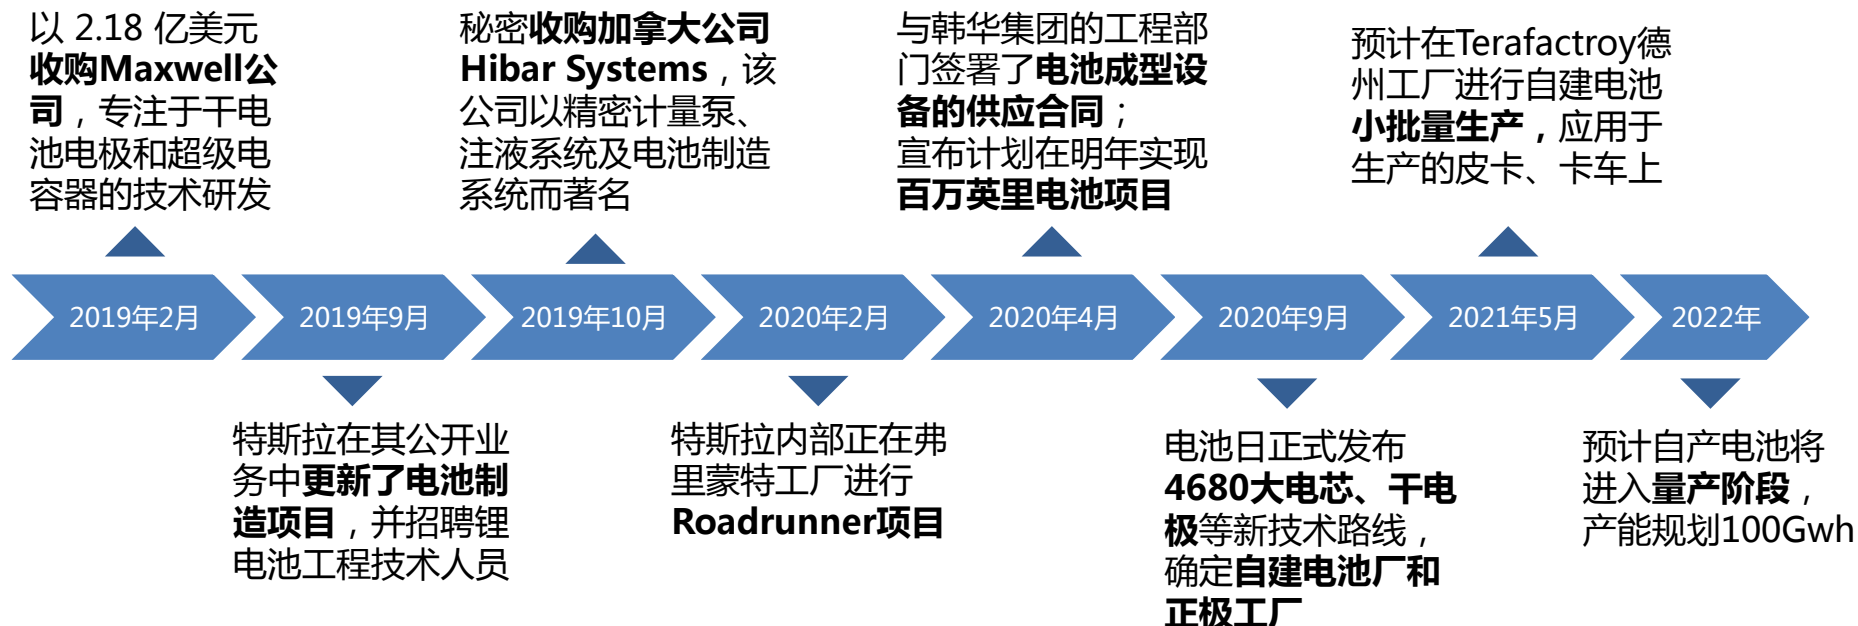 以 2.18 亿美元
收购Maxwell公
司，专注于干电
池电极和超级电
容器的技术研发
秘密收购加拿大公司
Hibar Systems，该
公司以精密计量泵、
注液系统及电池制造
系统而著名
与韩华集团的工程部
门签署了电池成型设
备的供应合同；
宣布计划在明年实现
百万英里电池项目
预计在Terafactroy德
州工厂进行自建电池
小批量生产，应用于
生产的皮卡、卡车上
2019年2月
2019年9月
2019年10月
2020年2月
2020年4月
2020年9月
2021年5月
2022年
特斯拉在其公开业
务中更新了电池制
造项目，并招聘锂
电池工程技术人员
特斯拉内部正在弗
里蒙特工厂进行
Roadrunner项目
电池日正式发布
4680大电芯、干电
极等新技术路线，
确定自建电池厂和
正极工厂
预计自产电池将
进入量产阶段，
产能规划100Gwh